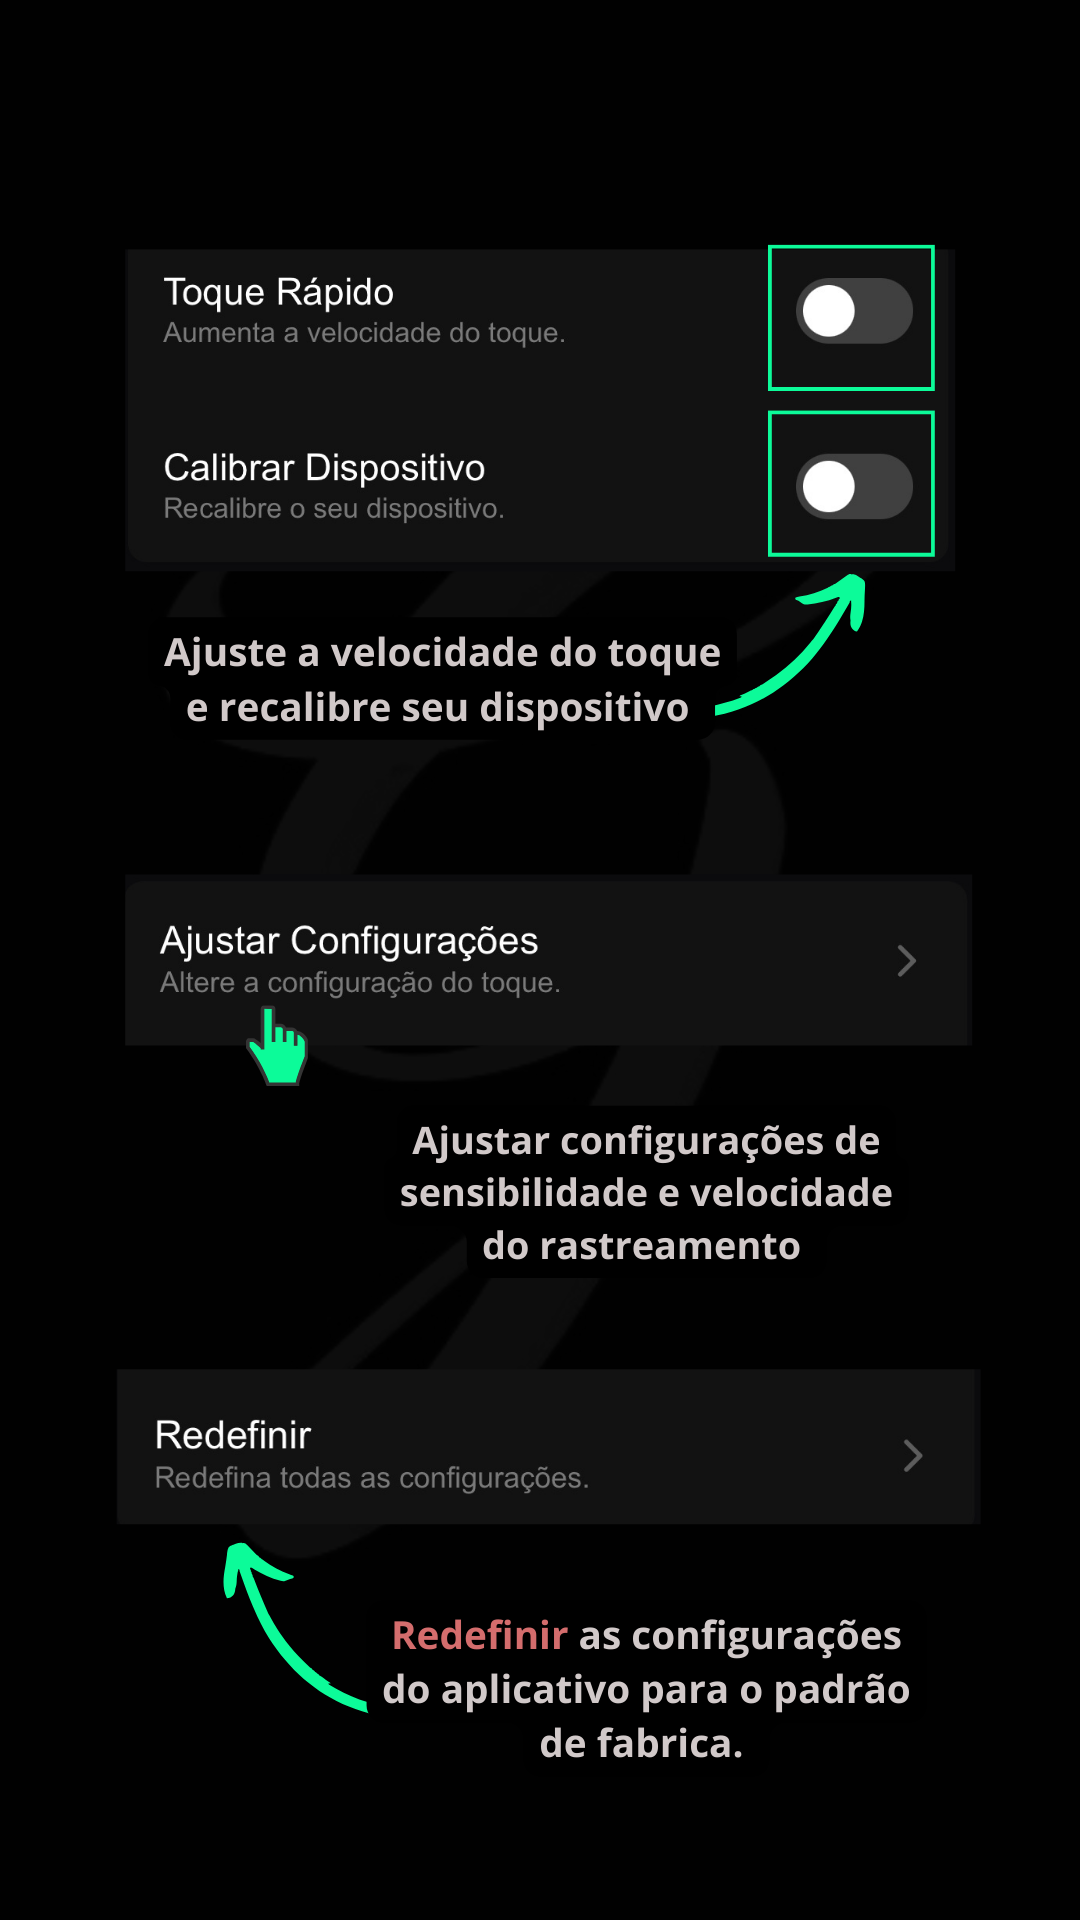 Toque Rápido
Aumenta a velocidade do toque.
Calibrar Dispositivo
Recalibre o seu dispositivo.
Ajuste a velocidade do toque
e recalibre seu dispositivo
Ajustar Configurações
Altere a configuração do toque.
Ajustar configurações de
sensibilidade e velocidade
do rastreamento
Redefinir
Redefina todas as configurações.
Redefinir as configurações
do aplicativo para o padrão
de fabrica.